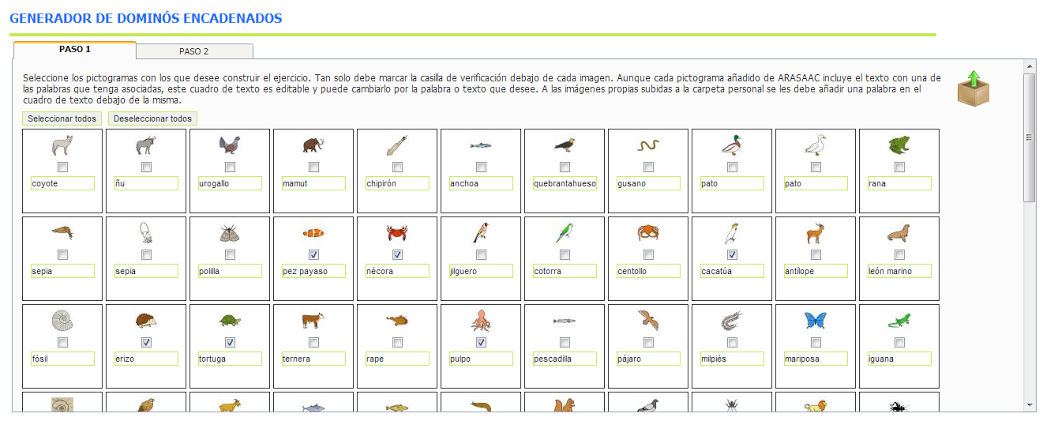 GENERADOR DE DOMINÓS ENCADENADOS
PASO 1
PASO 2
Seleccione los pictogramas con los que desee construir el ejercicio. Tan solo debe marcar la casilla de verificación debajo de cada imagen. Aunque cada pictograma añadido de ARASAAC incluye el texto con una de
las palabras que tenga asociadas, este cuadro de texto es editable y puede cambiarlo por la palabra o texto que desee. A las imágenes propias subidas a la carpeta personal se les debe añadir una palabra en el
cuadro de texto debajo de la misma.
Seleccionar todos
Deseleccionar todos
coyote
ñu
urogallo
mamut
chipirón
anchoa
quebrantahueso
gusano
pato
pato
rana
sepia
sepia
polilla
pez payaso
nécora
jilguero
cotorra
centollo
cacatúa
antílope
león marino
fósil
erizo
tortuga
ternera
rape
pulpo
pescadilla
pájaro
milpiés
mariposa
iguana